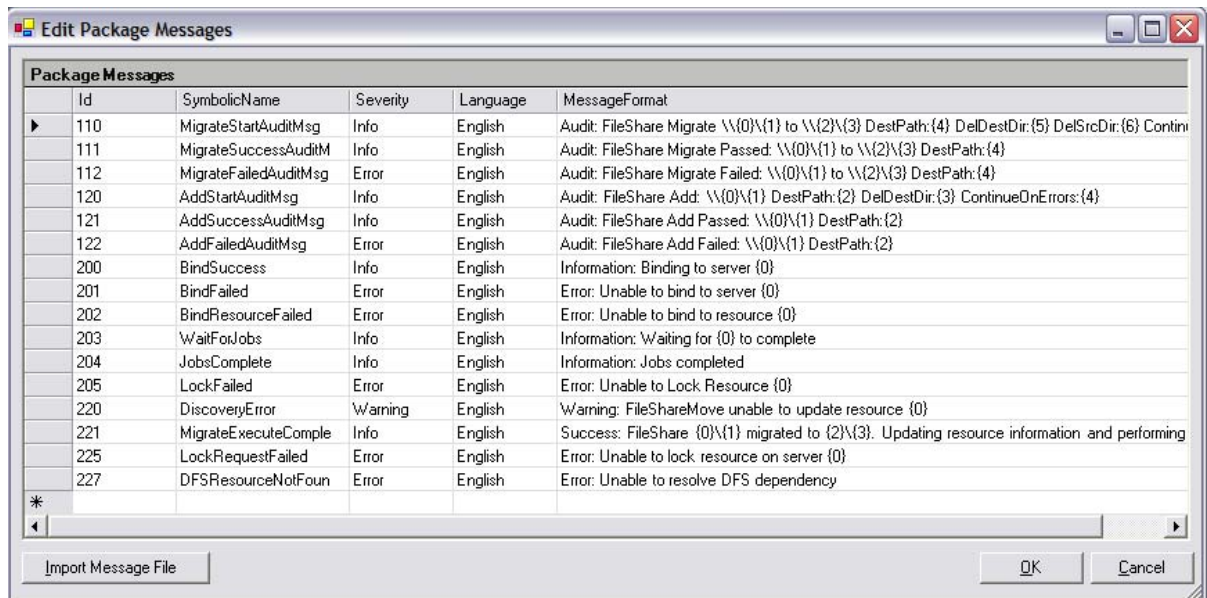 Edit Package Messages
Package Messages
Id SymbolicName Severity Language MessageFormat
110 MigrateStartAuditMsg Info English Audit: FileShare Migrate \\{0}\{1} to \\{2}\{3} DestPath:{4} DelDestDir:{5} DelSrcDir:{6} Contin
111 MigrateSuccessAuditM Info English Audit: FileShare Migrate Passed: \\{0}\{1} to \\{2}\{3} DestPath:{4}
112 MigrateFailedAuditMsg Error English Audit: FileShare Migrate Failed: \\{0}\{1} to \\{2}\{3} DestPath:{4}
120 AddStartAuditMsg Info English Audit: FileShare Add: \\{0}\{1} DestPath:{2} DelDestDir:{3} ContinueOnErrors:{4}
121 AddSuccessAuditMsg Info English Audit: FileShare Add Passed: \\{0}\{1} DestPath:{2}
122 AddFailedAuditMsg Error English Audit: FileShare Add Failed: \\{0}\{1} DestPath:{2}
200 BindSuccess Info English Information: Binding to server {0}
201 BindFailed Error English Error: Unable to bind to server {0}
202 BindResourceFailed Error English Error: Unable to bind to resource {0}
203 WaitForJobs Info English Information: Waiting for {0} to complete
204 JobsComplete Info English Information: Jobs completed
205 LockFailed Error English Error: Unable to Lock Resource {0}
220 DiscoveryError Warning English Warning: FileShareMove unable to update resource {0}
221 MigrateExecuteComple Info English Success: FileShare {0}\{1} migrated to {2}\{3}. Updating resource information and performing
225 LockRequestFailed Error English Error: Unable to lock resource on server {0}
227 DFSResourceNotFoun Error English Error: Unable to resolve DFS dependency
Import Message File OK Cancel